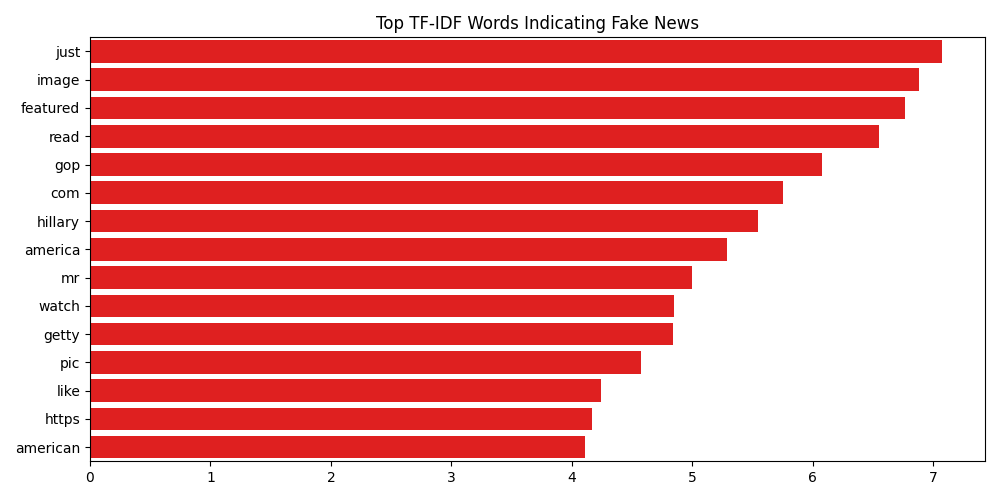 Top TF-IDF Words Indicating Fake News
just
image
featured
read
gop
com
hillary
america
mr
watch
getty
pic
like
https
american
0 1 2 3 4 5 6 7